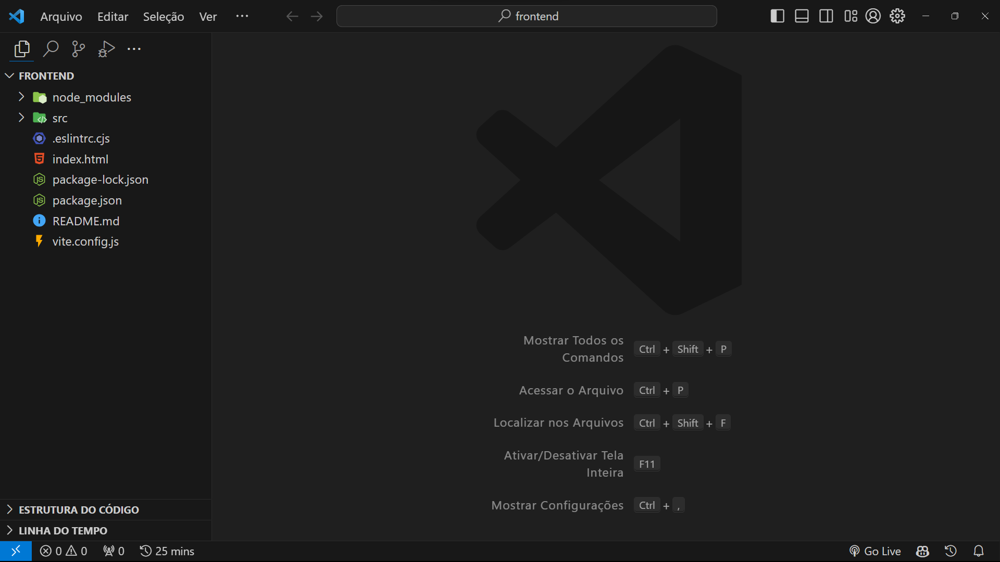 Arquivo Editar Seleção Ver
frontend
FRONTEND
node_modules
src
.eslintrc.cjs
index.html
package-lock.json
package.json
README.md
vite.config.js
Mostrar Todos os
Comandos
Ctrl + Shift + P
Acessar o Arquivo Ctrl + P
Localizar nos Arquivos Ctrl + Shift + F
Ativar/Desativar Tela
Inteira
F11
Mostrar Configurações Ctrl + ,
ESTRUTURA DO CÓDIGO
LINHA DO TEMPO
0 0 0 25 mins Go Live